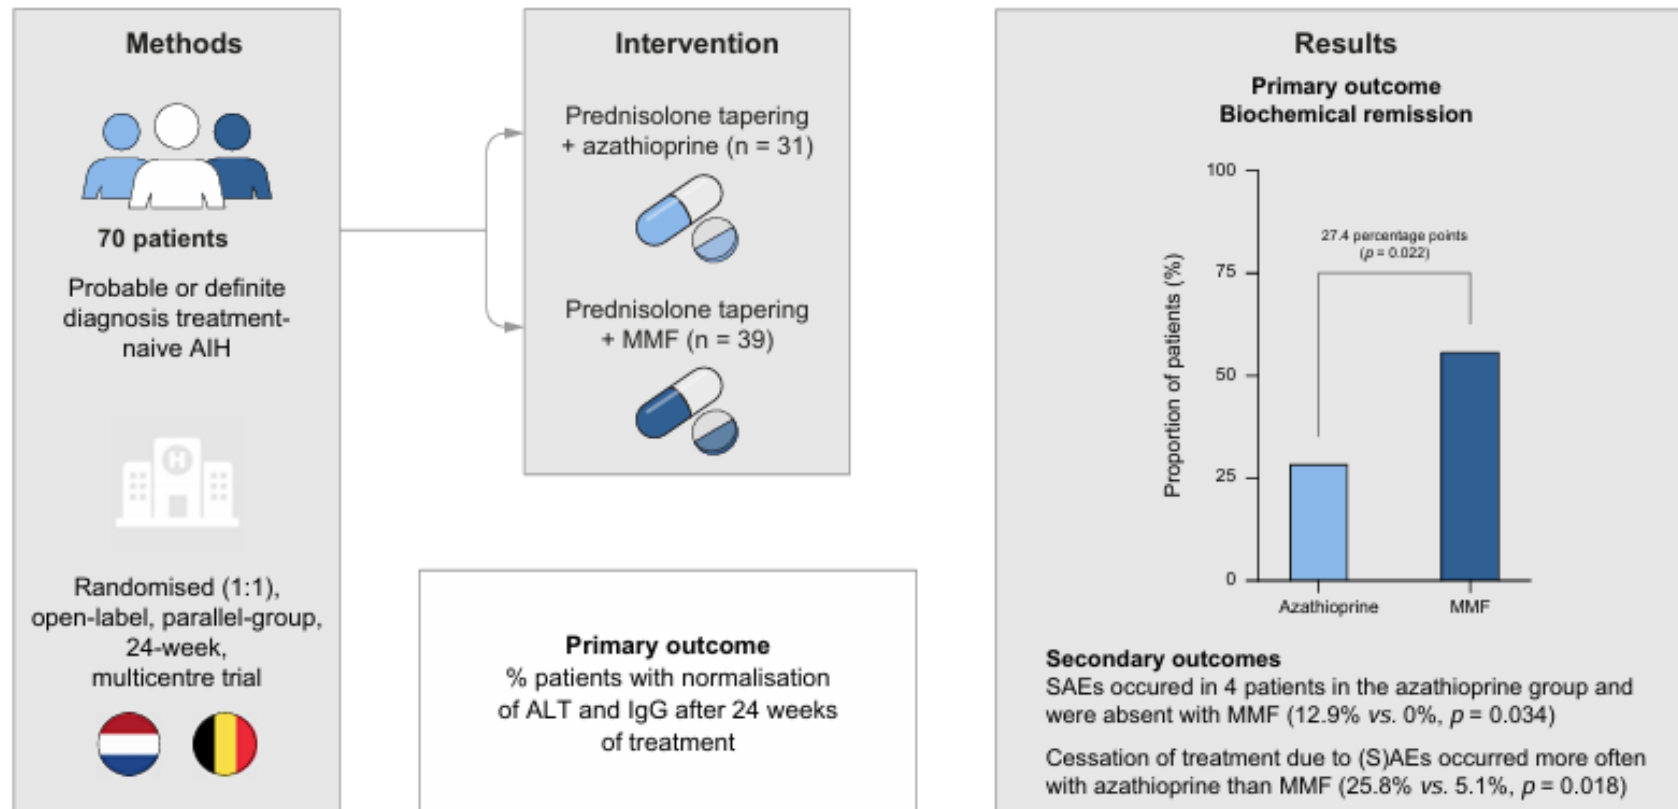 Methods
70 patients
Probable or definite
diagnosis treatment-
naive AIH
H
Randomised (1:1),
open-label, parallel-group,
24-week,
multicentre trial
Intervention
Prednisolone tapering
+ azathioprine (n = 31)
Prednisolone tapering
+ MMF (n = 39)
Primary outcome
% patients with normalisation
of ALT and IgG after 24 weeks
of treatment
Results
Primary outcome
Biochemical remission
Proportion of patients (%)
100
75
50
25
0
27.4 percentage points
(p = 0.022)
Azathioprine
MMF
Secondary outcomes
SAEs occured in 4 patients in the azathioprine group and
were absent with MMF (12.9% vs. 0%, p = 0.034)
Cessation of treatment due to (S)AEs occurred more often
with azathioprine than MMF (25.8% vs. 5.1%, p = 0.018)